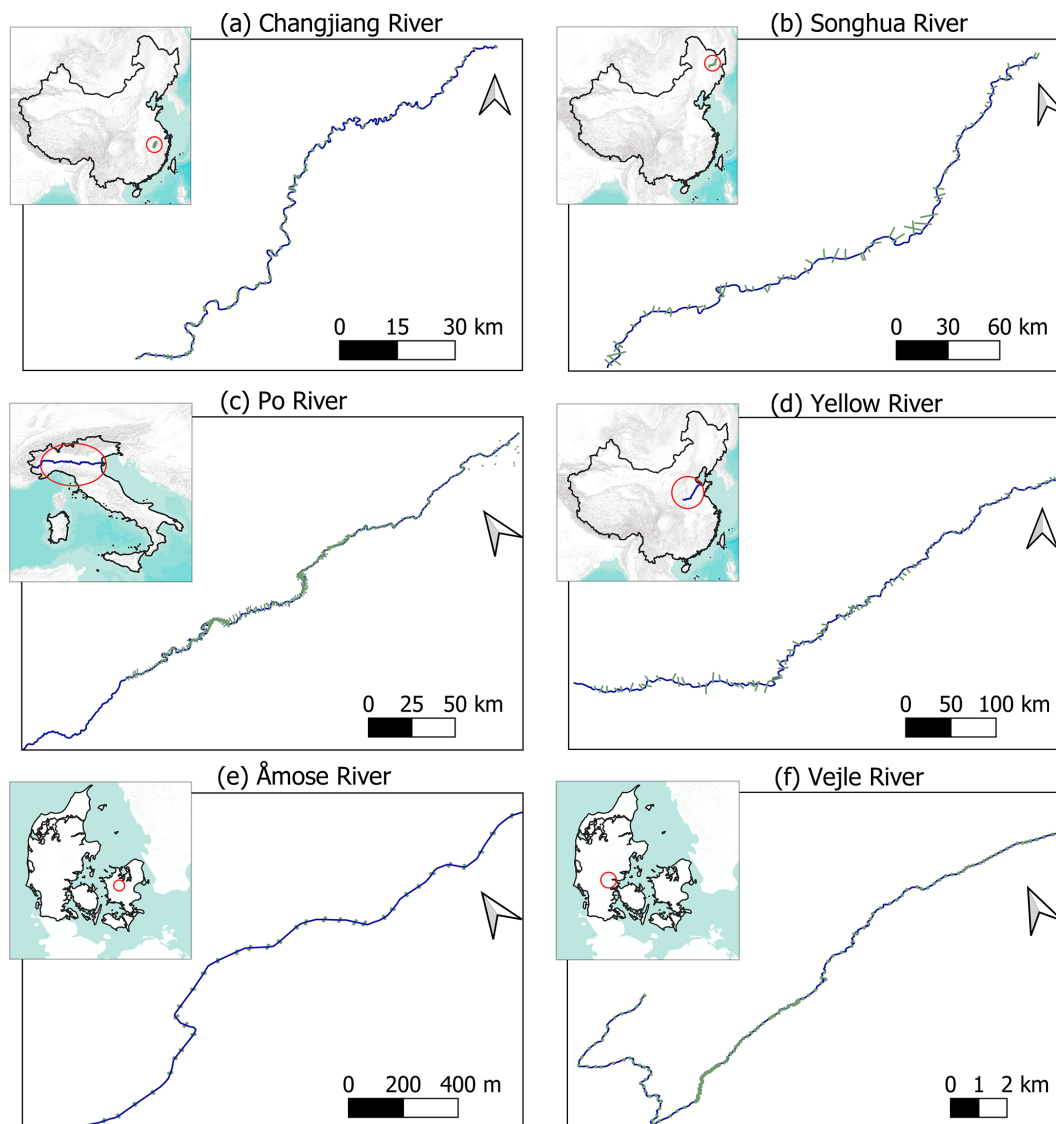 (a) Changjiang River
0 15 30 km
(b) Songhua River
0 30 60 km
(c) Po River
0 25 50 km
(d) Yellow River
0 50 100 km
(e) Åmose River
0 200 400 m
(f) Vejle River
0 1 2 km